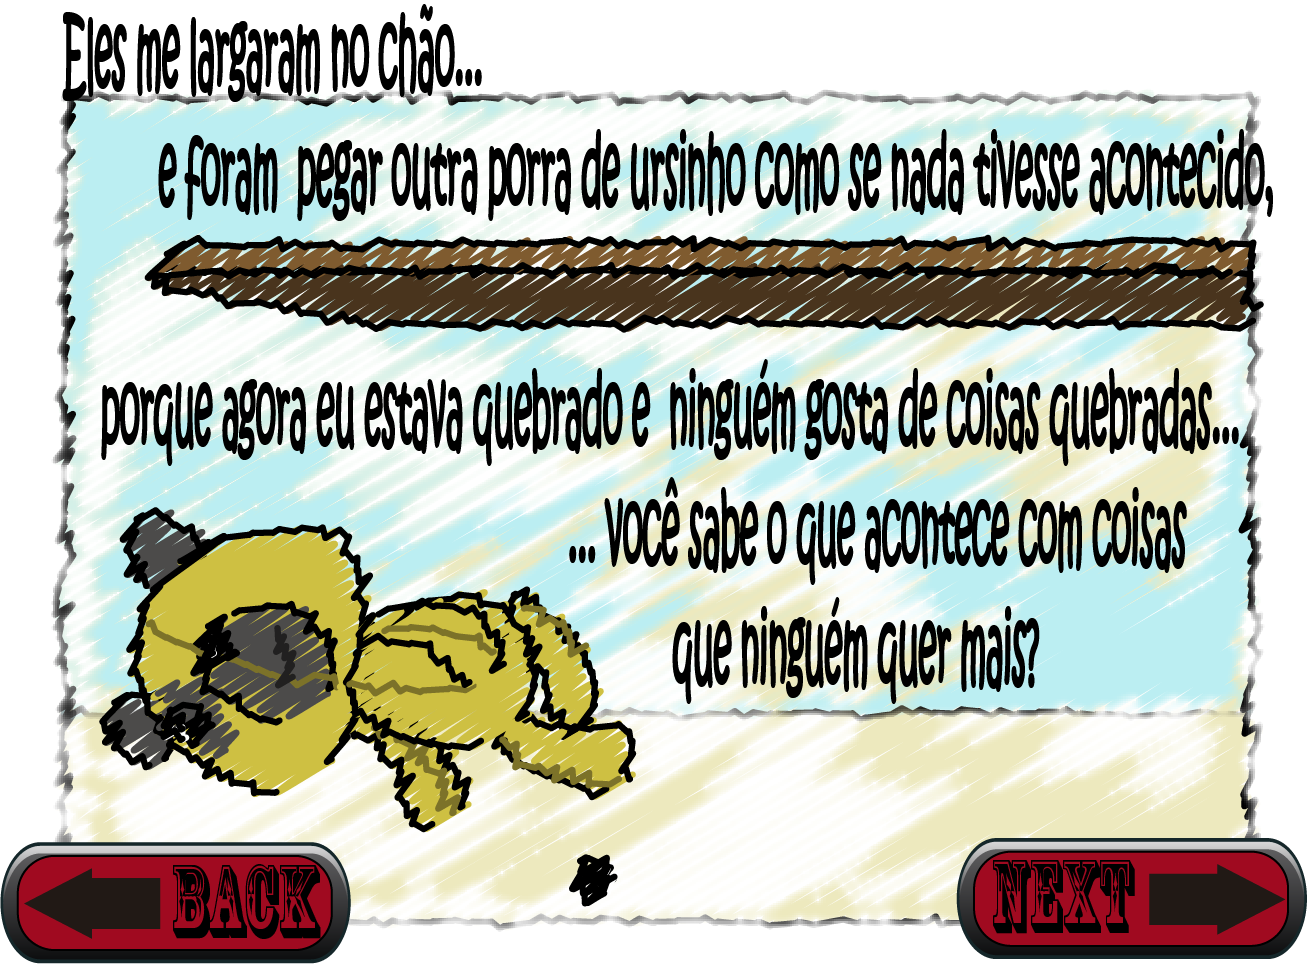 Eles me largaram no chão...
e foram pegar outra porra de ursinho como se nada tivesse acontecido,
porque agora eu estava quebrado e ninguém gosta de coisas quebradas...
... você sabe o que acontece com coisas
que ninguém quer mais?
BACK
NEXT